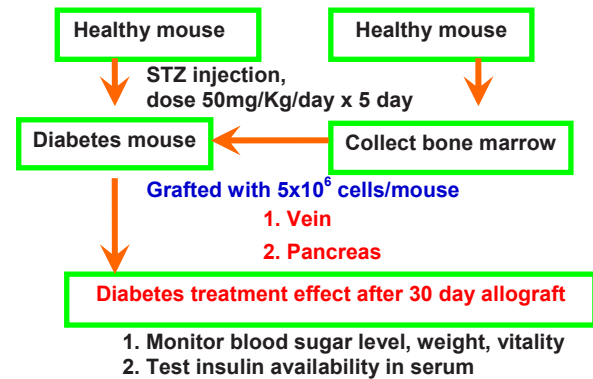 Healthy mouse
Healthy mouse
STZ injection,
dose 50mg/Kg/day x 5 day
Diabetes mouse
Collect bone marrow
Grafted with 5x10⁶ cells/mouse
1. Vein
2. Pancreas
Diabetes treatment effect after 30 day allograft
1. Monitor blood sugar level, weight, vitality
2. Test insulin availability in serum